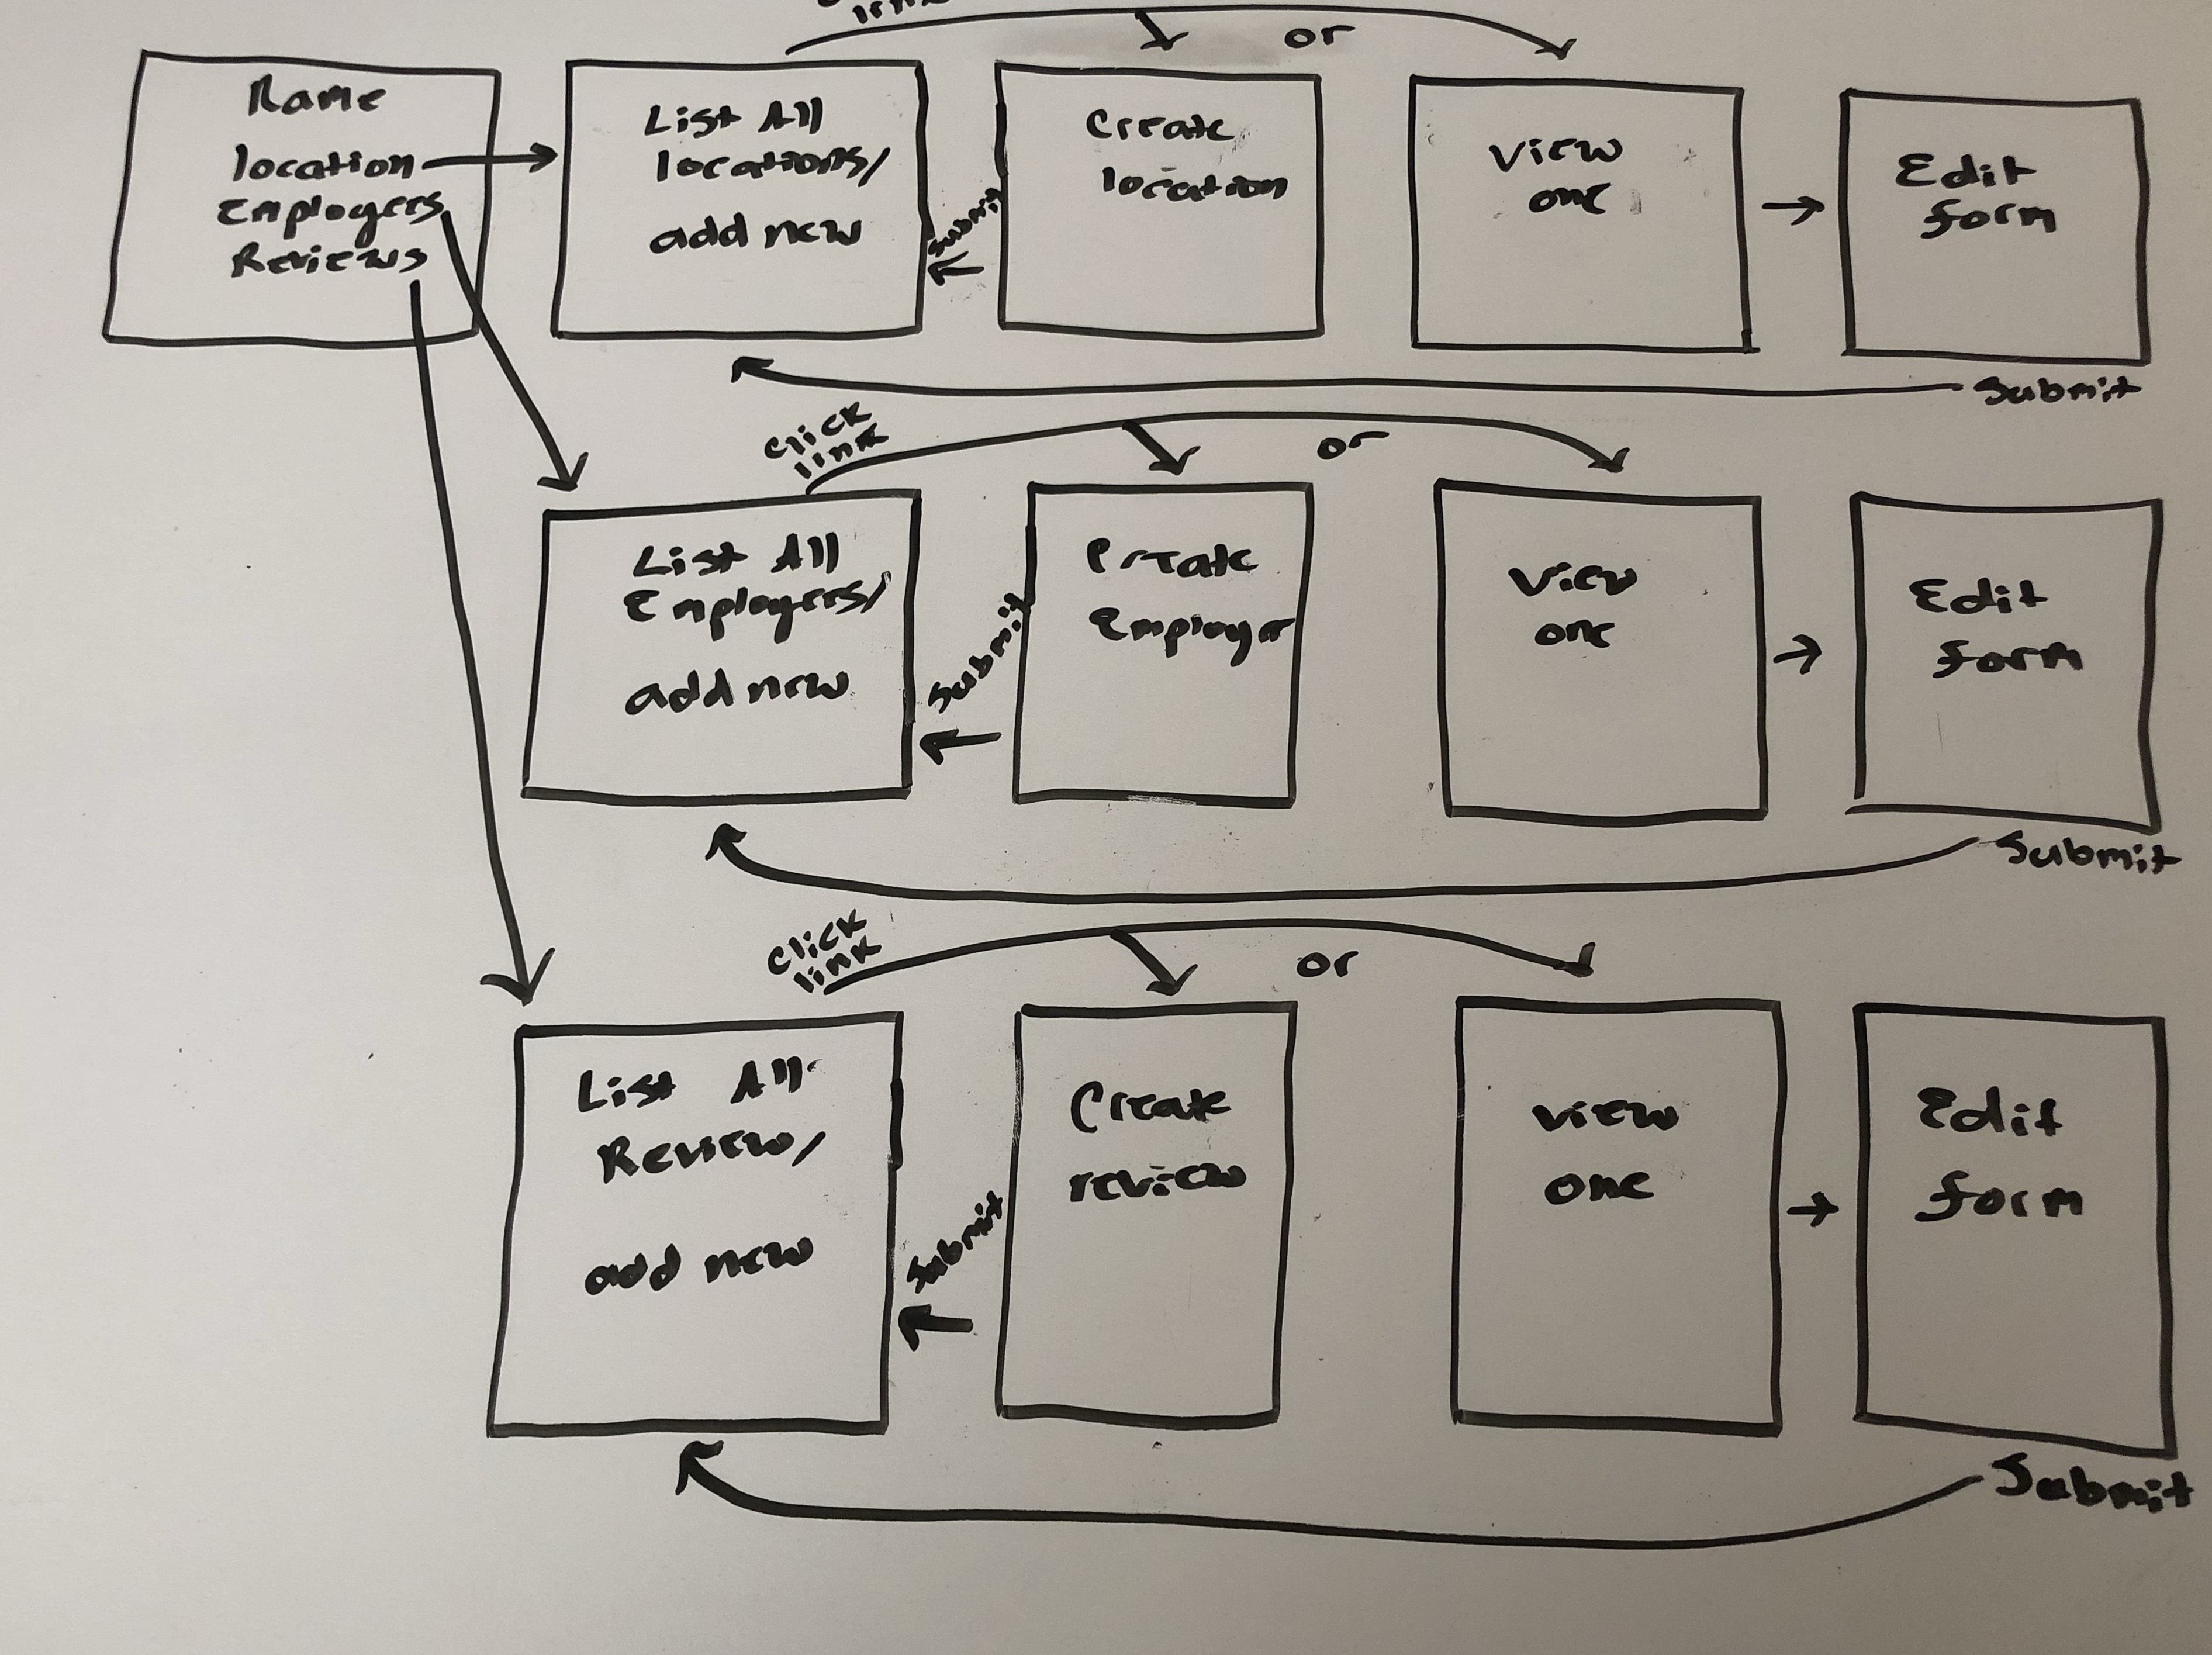 link
or
Name
location
Employers
Reviews
List All
locations/
add new
Submit
Create
location
View
one
Edit
form
Submit
click
link
or
List All
Employers/
add new
Submit
Create
Employer
View
one
Edit
form
Submit
click
link
or
List All
Review/
add new
Submit
Create
review
view
one
Edit
form
Submit